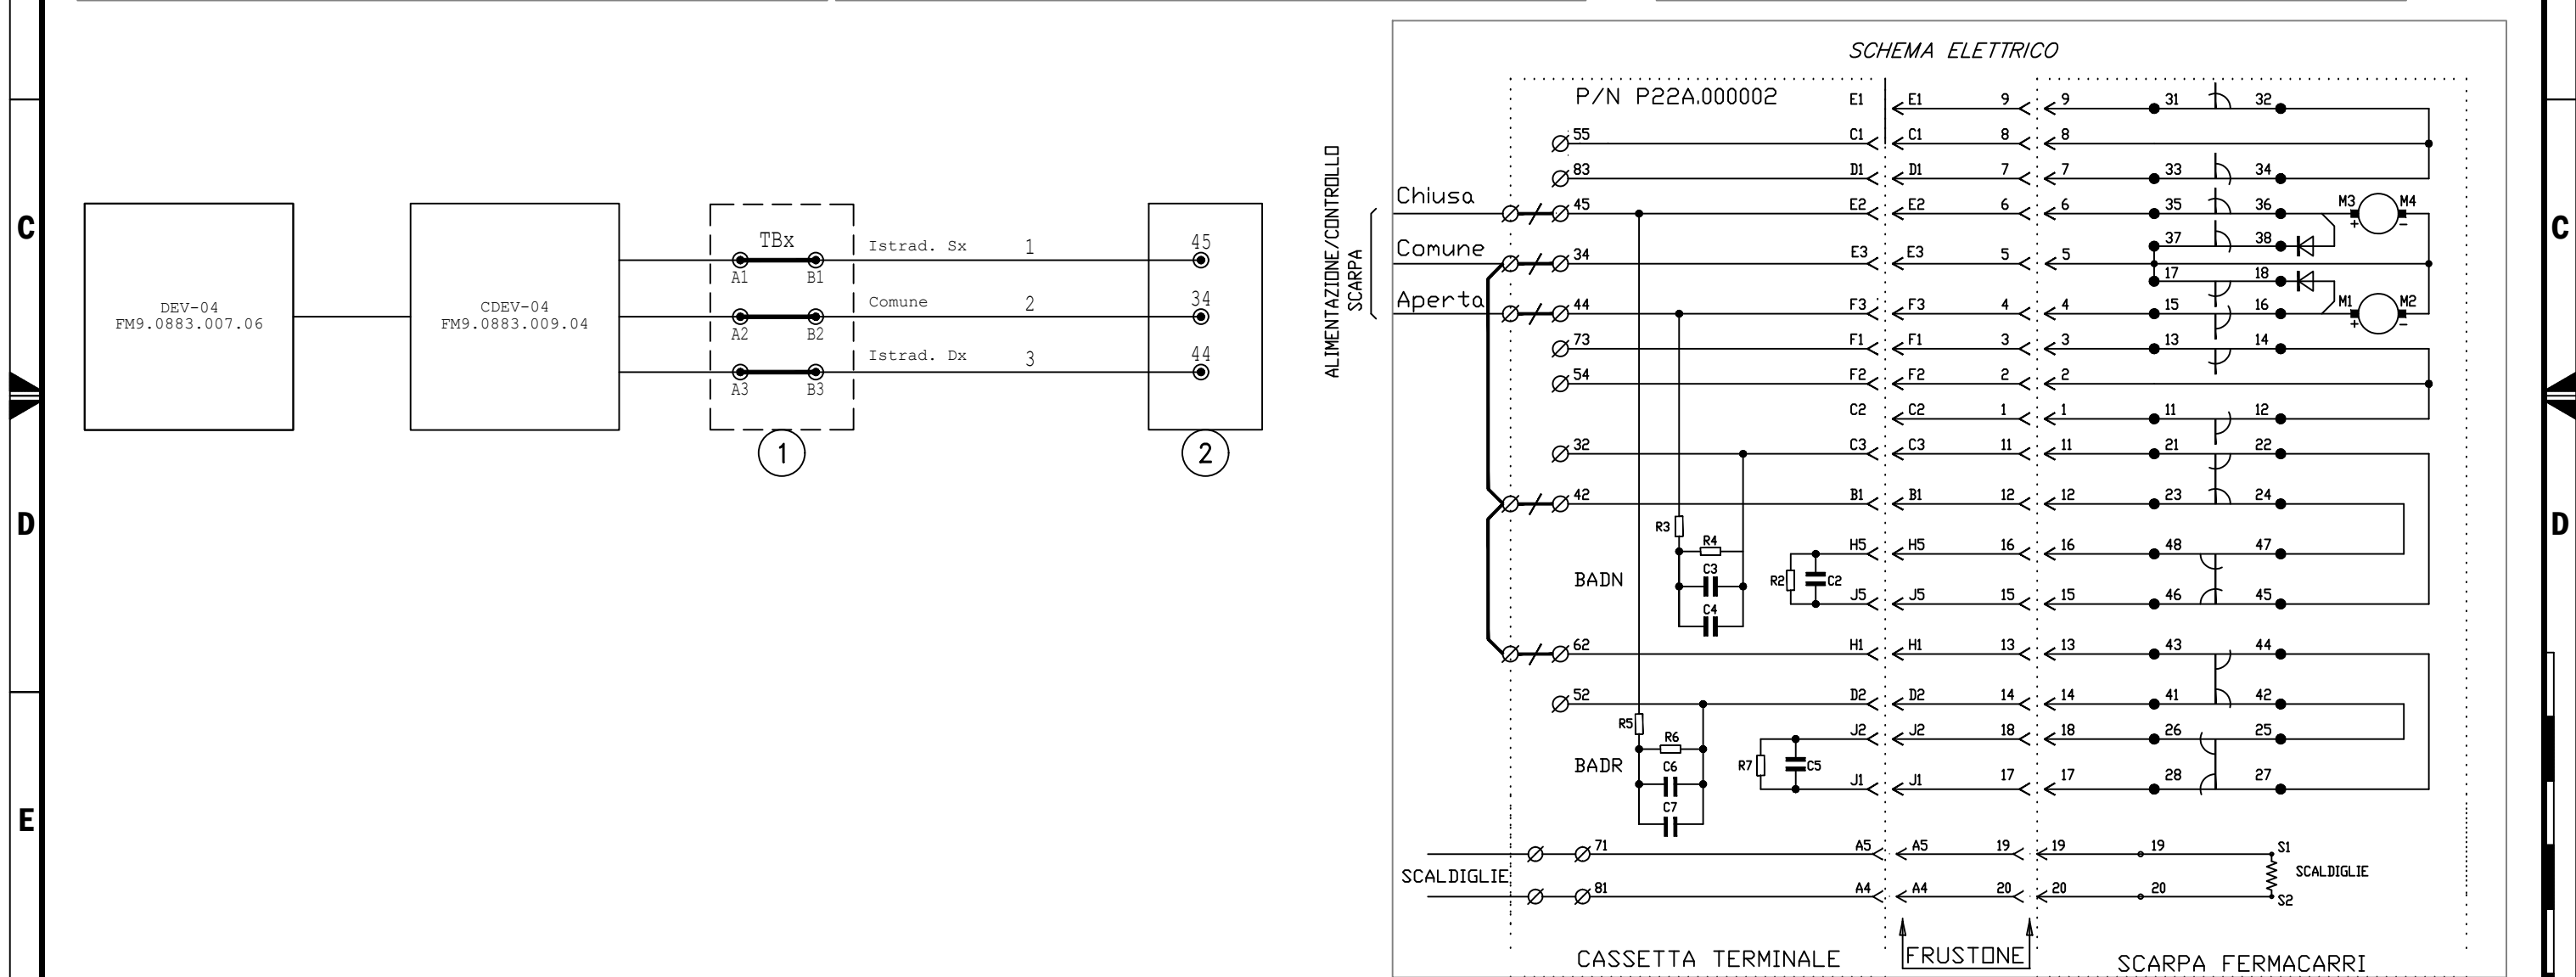 SCHEMA ELETTRICO
P/N P22A.000002
C
C
D
D
E
DEV-04
FM9.0883.007.06
CDEV-04
FM9.0883.009.04
TBx
A1 B1
A2 B2
A3 B3
1
Istrad. Sx 1 45
Comune 2 34
Istrad. Dx 3 44
2
ALIMENTAZIONE/CONTROLLO
SCARPA
Chiusa
Comune
Aperta
E1 E1 9 9 31 32
55 C1 C1 8 8
83 D1 D1 7 7 33 34
45 E2 E2 6 6 35 36 M3 M4
+ -
37 38
34 E3 E3 5 5
17 18
44 F3 F3 4 4 15 16 M1 M2
+ -
73 F1 F1 3 3 13 14
54 F2 F2 2 2
C2 C2 1 1 11 12
32 C3 C3 11 11 21 22
42 B1 B1 12 12 23 24
R3
R4
H5 H5 16 16 48 47
C3
BADN
R2 C2
J5 J5 15 15 46 45
C4
62 H1 H1 13 13 43 44
52 D2 D2 14 14 41 42
R5
R6
J2 J2 18 18 26 25
C6
BADR
R7 C5
J1 J1 17 17 28 27
C7
71 A5 A5 19 19 19 S1
SCALDIGLIE
SCALDIGLIE
81 A4 A4 20 20 20 S2
CASSETTA TERMINALE
FRUSTONE
SCARPA FERMACARRI